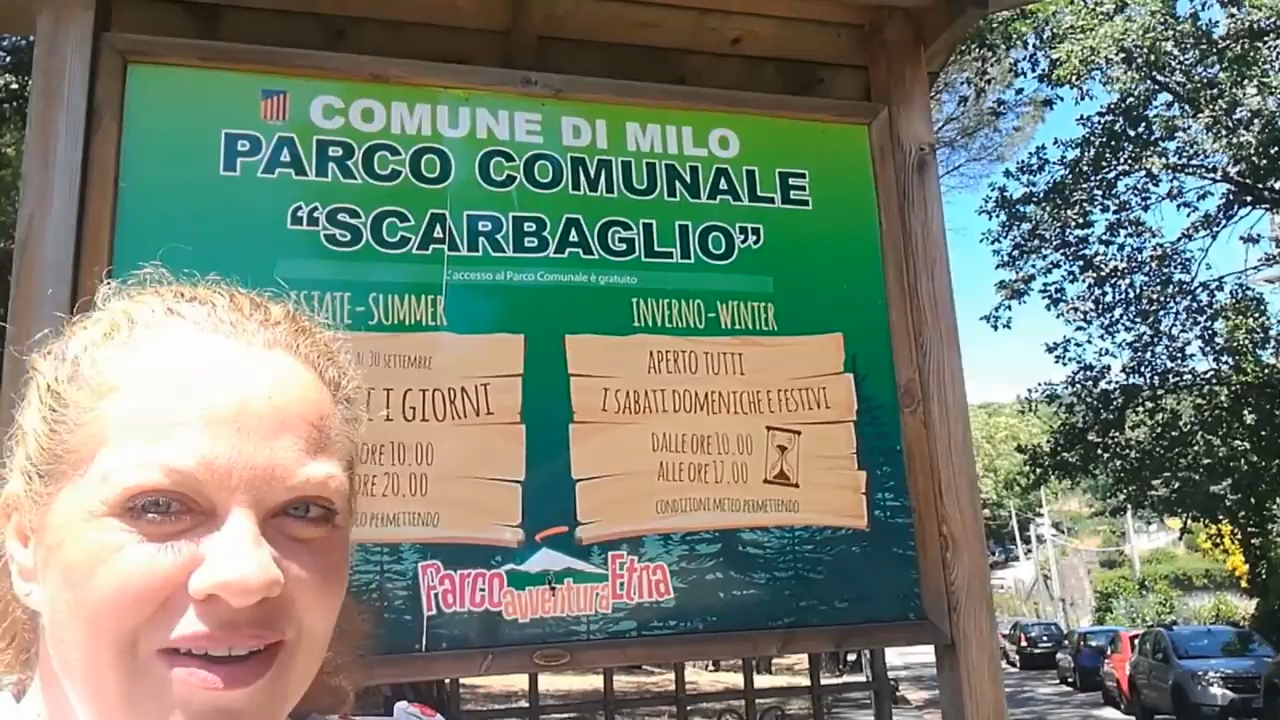 COMUNE DI MILO
PARCO COMUNALE
“SCARBAGLIO”
L'accesso al Parco Comunale è gratuito
ESTATE-SUMMER
AL 30 SETTEMBRE
I GIORNI
ORE 10.00
ORE 20.00
PERMETTENDO
INVERNO-WINTER
APERTO TUTTI
I SABATI DOMENICHE E FESTIVI
DALLE ORE 10.00
ALLE ORE 17.00
CONDIZIONI METEO PERMETTENDO
Parco avventura Etna